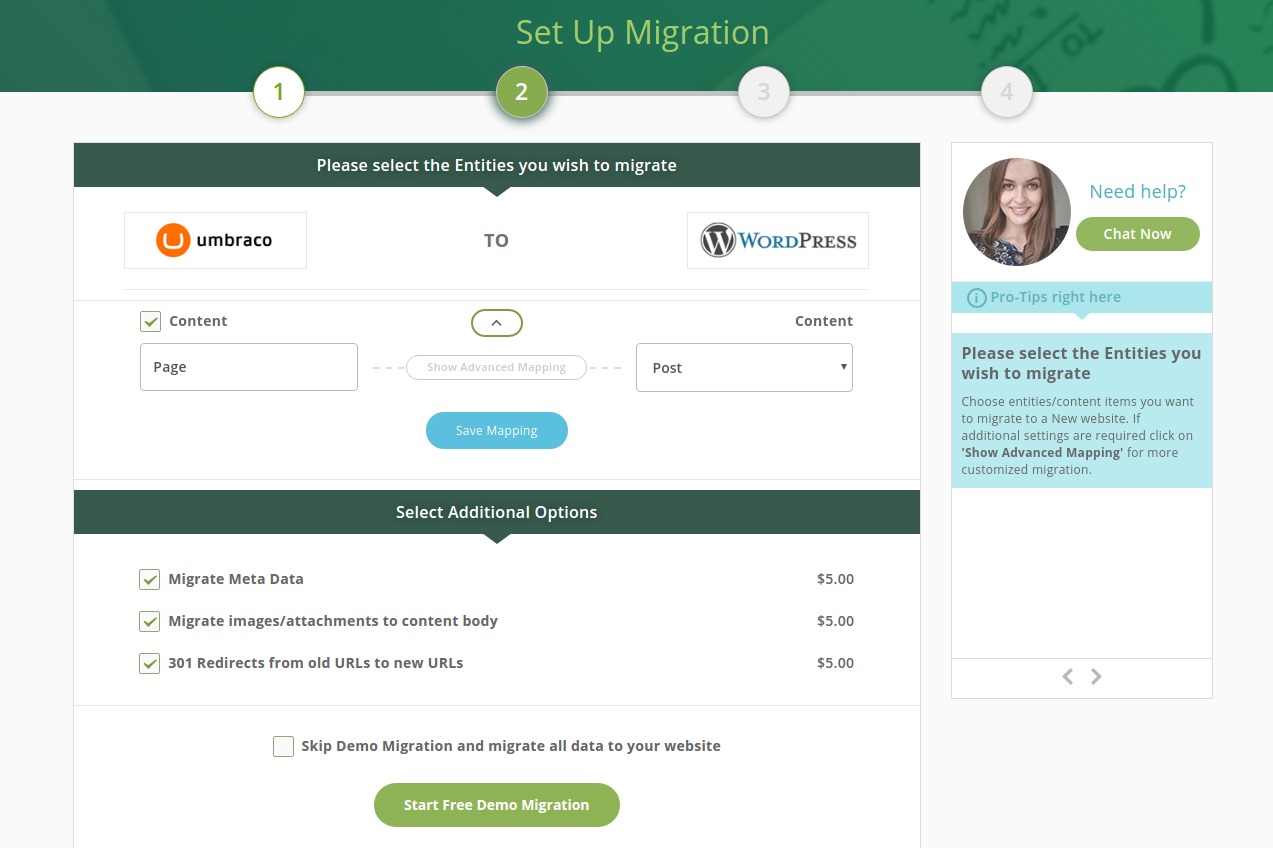 Set Up Migration
1 2 3 4
Please select the Entities you wish to migrate
umbraco TO WORDPRESS
Content Content
Page Show Advanced Mapping Post
Save Mapping
Select Additional Options
Migrate Meta Data $5.00
Migrate images/attachments to content body $5.00
301 Redirects from old URLs to new URLs $5.00
Skip Demo Migration and migrate all data to your website
Start Free Demo Migration
Need help?
Chat Now
Pro-Tips right here
Please select the Entities you
wish to migrate
Choose entities/content items you want
to migrate to a New website. If
additional settings are required click on
'Show Advanced Mapping' for more
customized migration.